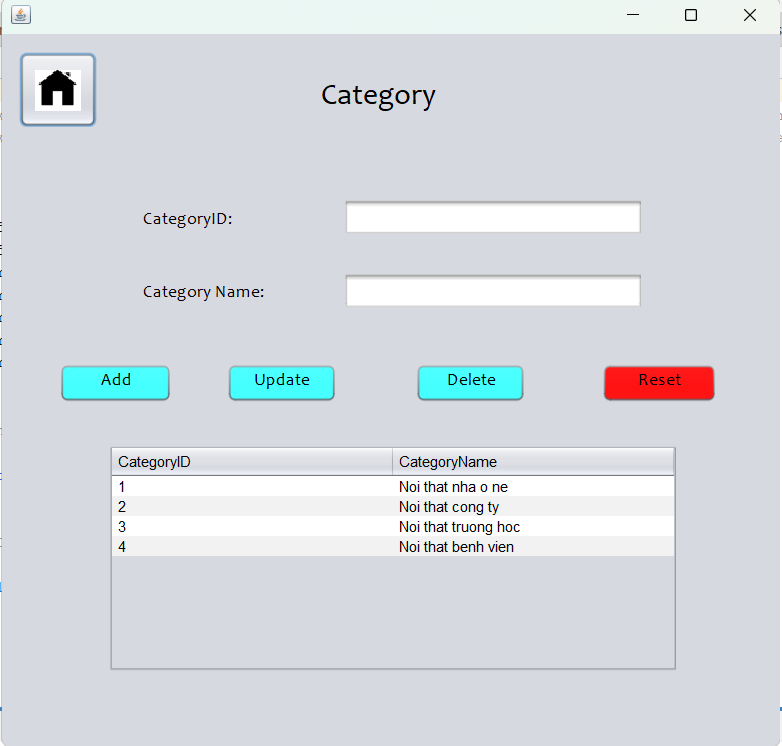 Category
CategoryID:
Category Name:
Add Update Delete Reset
CategoryID CategoryName
1 Noi that nha o ne
2 Noi that cong ty
3 Noi that truong hoc
4 Noi that benh vien